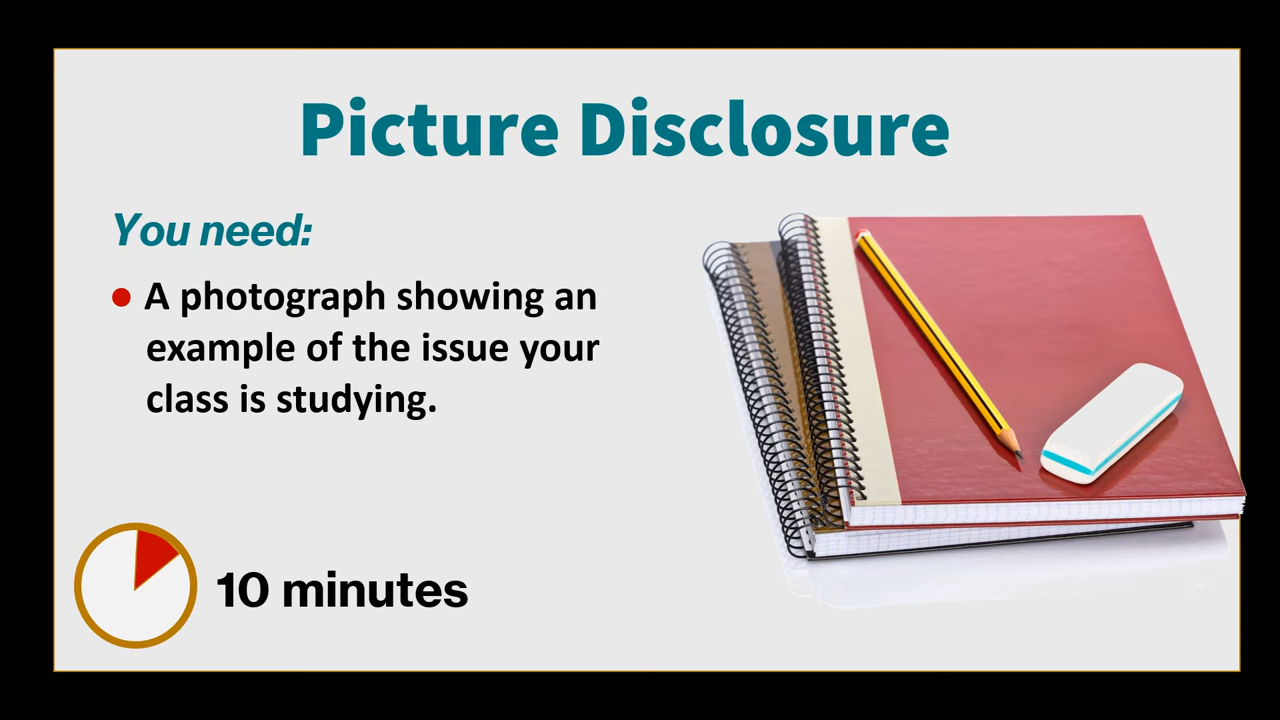 Picture Disclosure
You need:
• A photograph showing an
example of the issue your
class is studying.
10 minutes